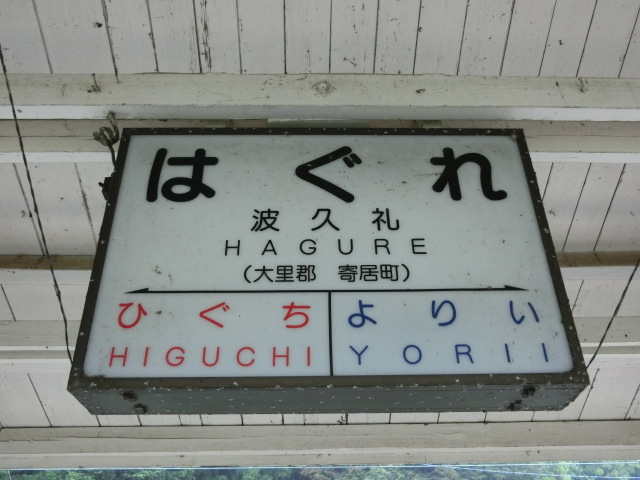 はぐれ
波久礼
HAGURE
(大里郡 寄居町)
ひぐち よりい
HIGUCHI YORII